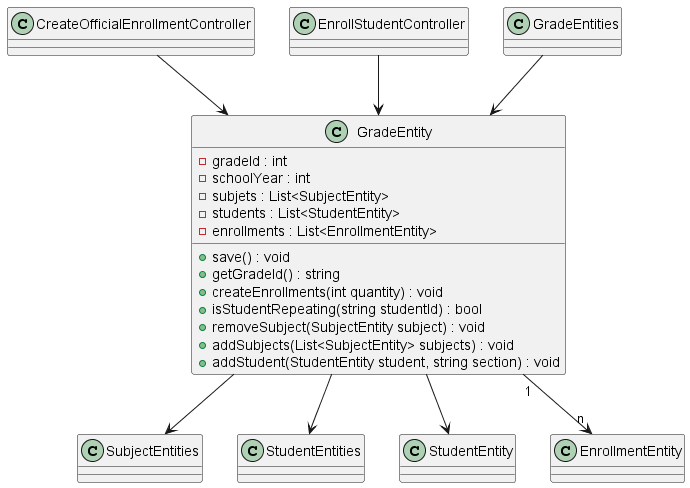 C CreateOfficialEnrollmentController
C EnrollStudentController
C GradeEntities
C GradeEntity
gradeId : int
schoolYear : int
subjets : List<SubjectEntity>
students : List<StudentEntity>
enrollments : List<EnrollmentEntity>
save() : void
getGradeId() : string
createEnrollments(int quantity) : void
isStudentRepeating(string studentId) : bool
removeSubject(SubjectEntity subject) : void
addSubjects(List<SubjectEntity> subjects) : void
addStudent(StudentEntity student, string section) : void
1
n
C SubjectEntities
C StudentEntities
C StudentEntity
C EnrollmentEntity